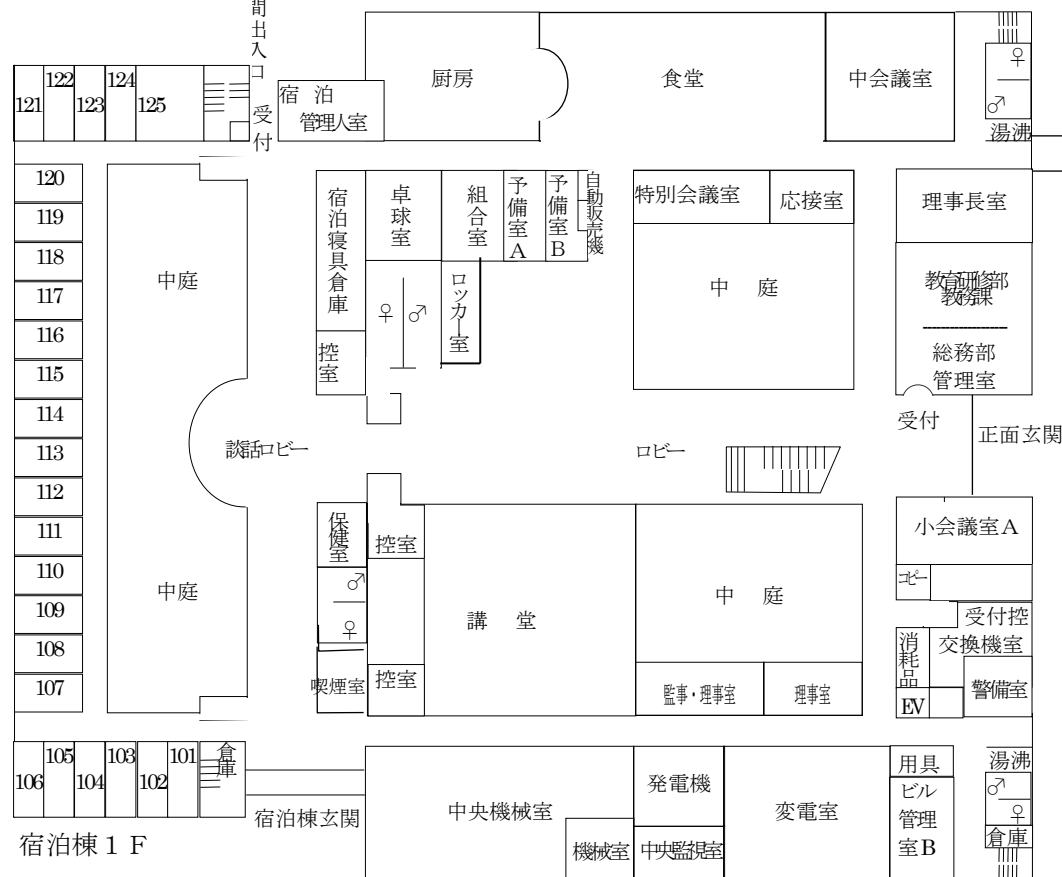 間出入口
受付
厨房
食堂
中会議室
♀
♂
湯沸
121
122
123
124
125
宿 泊
管理人室
120
119
118
117
116
115
114
113
112
111
110
109
108
107
中庭
宿泊寝具倉庫
卓球室
組合室
予備室A
予備室B
自動販売機
特別会議室
応接室
理事長室
♀
♂
ロッカー室
控室
中 庭
教育研修部
教務課
総務部
管理室
受付
正面玄関
談話ロビー
ロビー
保健室
控室
♂
♀
喫煙室
控室
講 堂
中 庭
監事・理事室
理事室
小会議室A
コピー
受付控
消耗品
交換機室
警備室
EV
中庭
106
105
104
103
102
101
倉庫
宿泊棟玄関
宿泊棟1F
中央機械室
機械室
発電機
中央監視室
変電室
用具
ビル
管理
室B
湯沸
♂
♀
倉庫